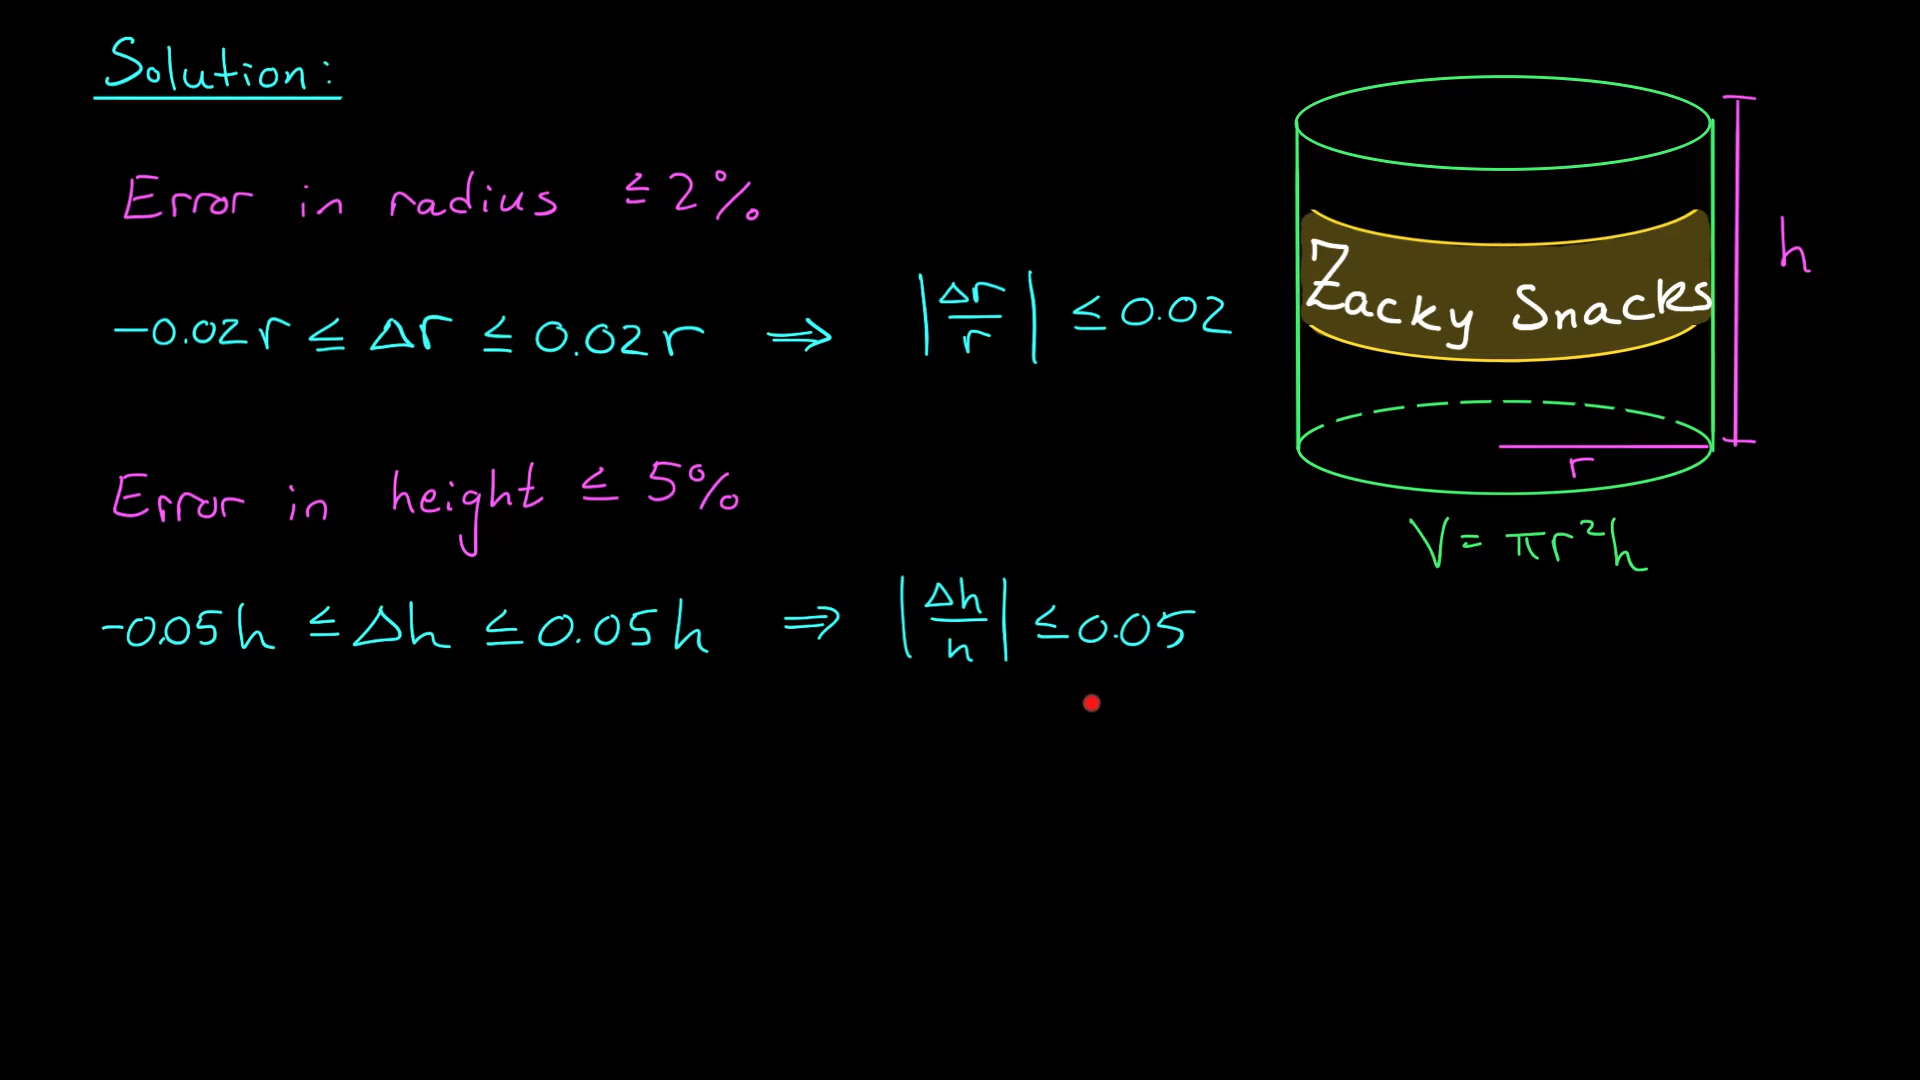 Solution:
Error in radius ≤ 2%
-0.02r ≤ Δr ≤ 0.02r ⇒ |Δr/r| ≤ 0.02
Error in height ≤ 5%
-0.05h ≤ Δh ≤ 0.05h ⇒ |Δh/h| ≤ 0.05
Zacky Snacks
h
r
V = πr²h